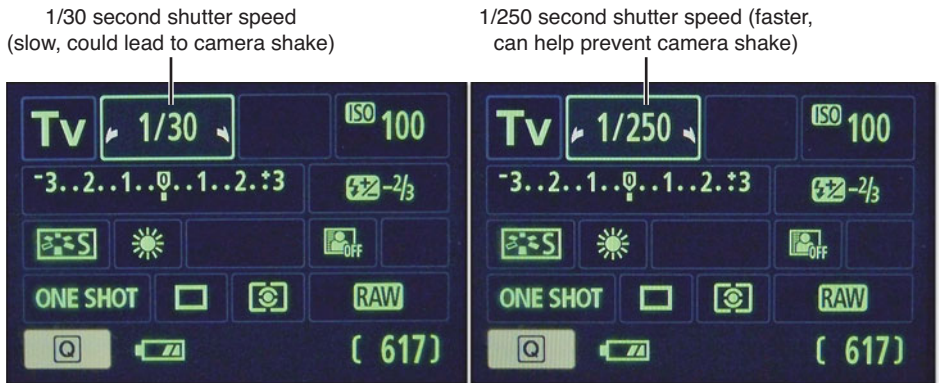 1/30 second shutter speed
(slow, could lead to camera shake)
1/250 second shutter speed (faster,
can help prevent camera shake)
Tv 1/30 ISO 100
-3..2..1..0..1..2.:+3 -2/3
S OFF
ONE SHOT RAW
Q ( 617)
Tv 1/250 ISO 100
-3..2..1..0..1..2.:+3 -2/3
S OFF
ONE SHOT RAW
Q ( 617)